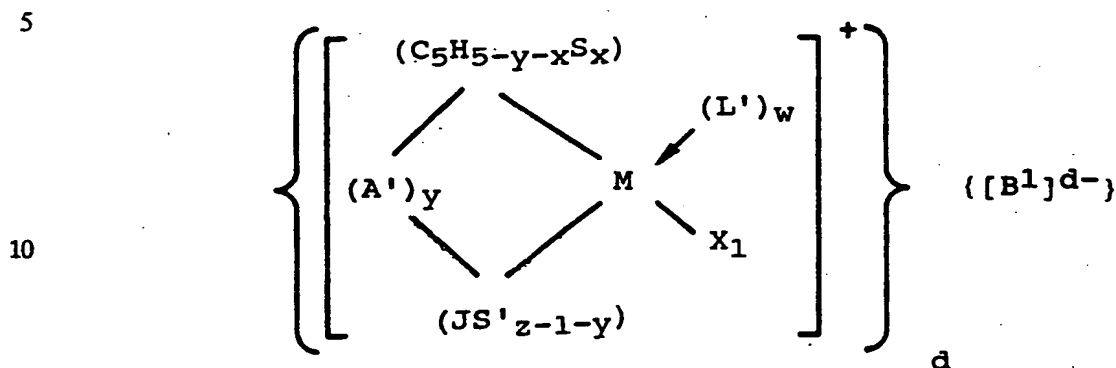 5
+
(C5H5-y-xSx)
(L')w
(A')y M {[B1]d-}
10 X1
(JS'z-1-y)
d